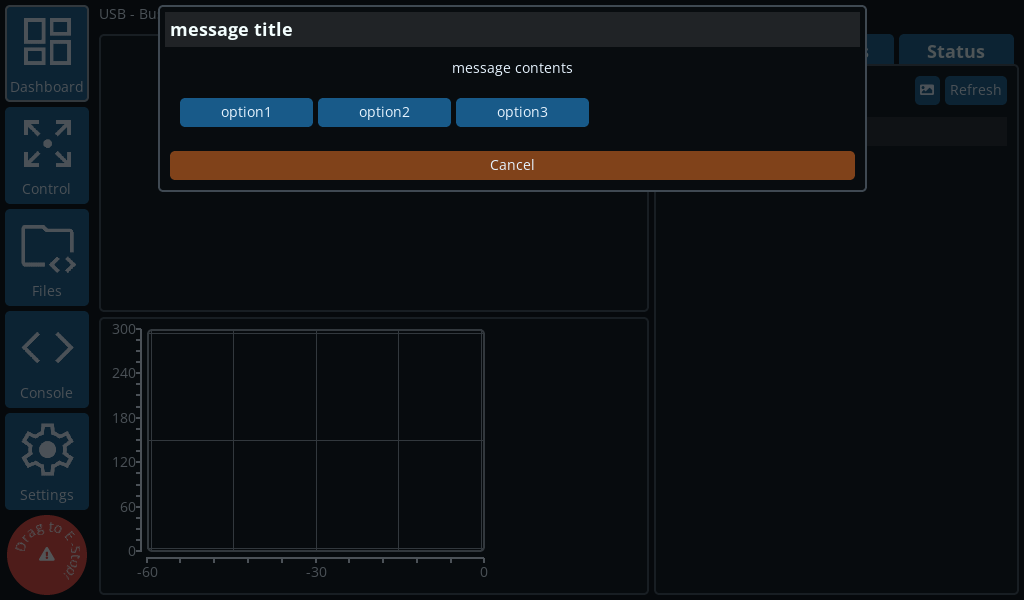 USB - Bu
message title
message contents
option1
option2
option3
Cancel
Status
Refresh
Dashboard
Control
Files
Console
Settings
Drag to E-Stop!
300
240
180
120
60
0
-60
-30
0